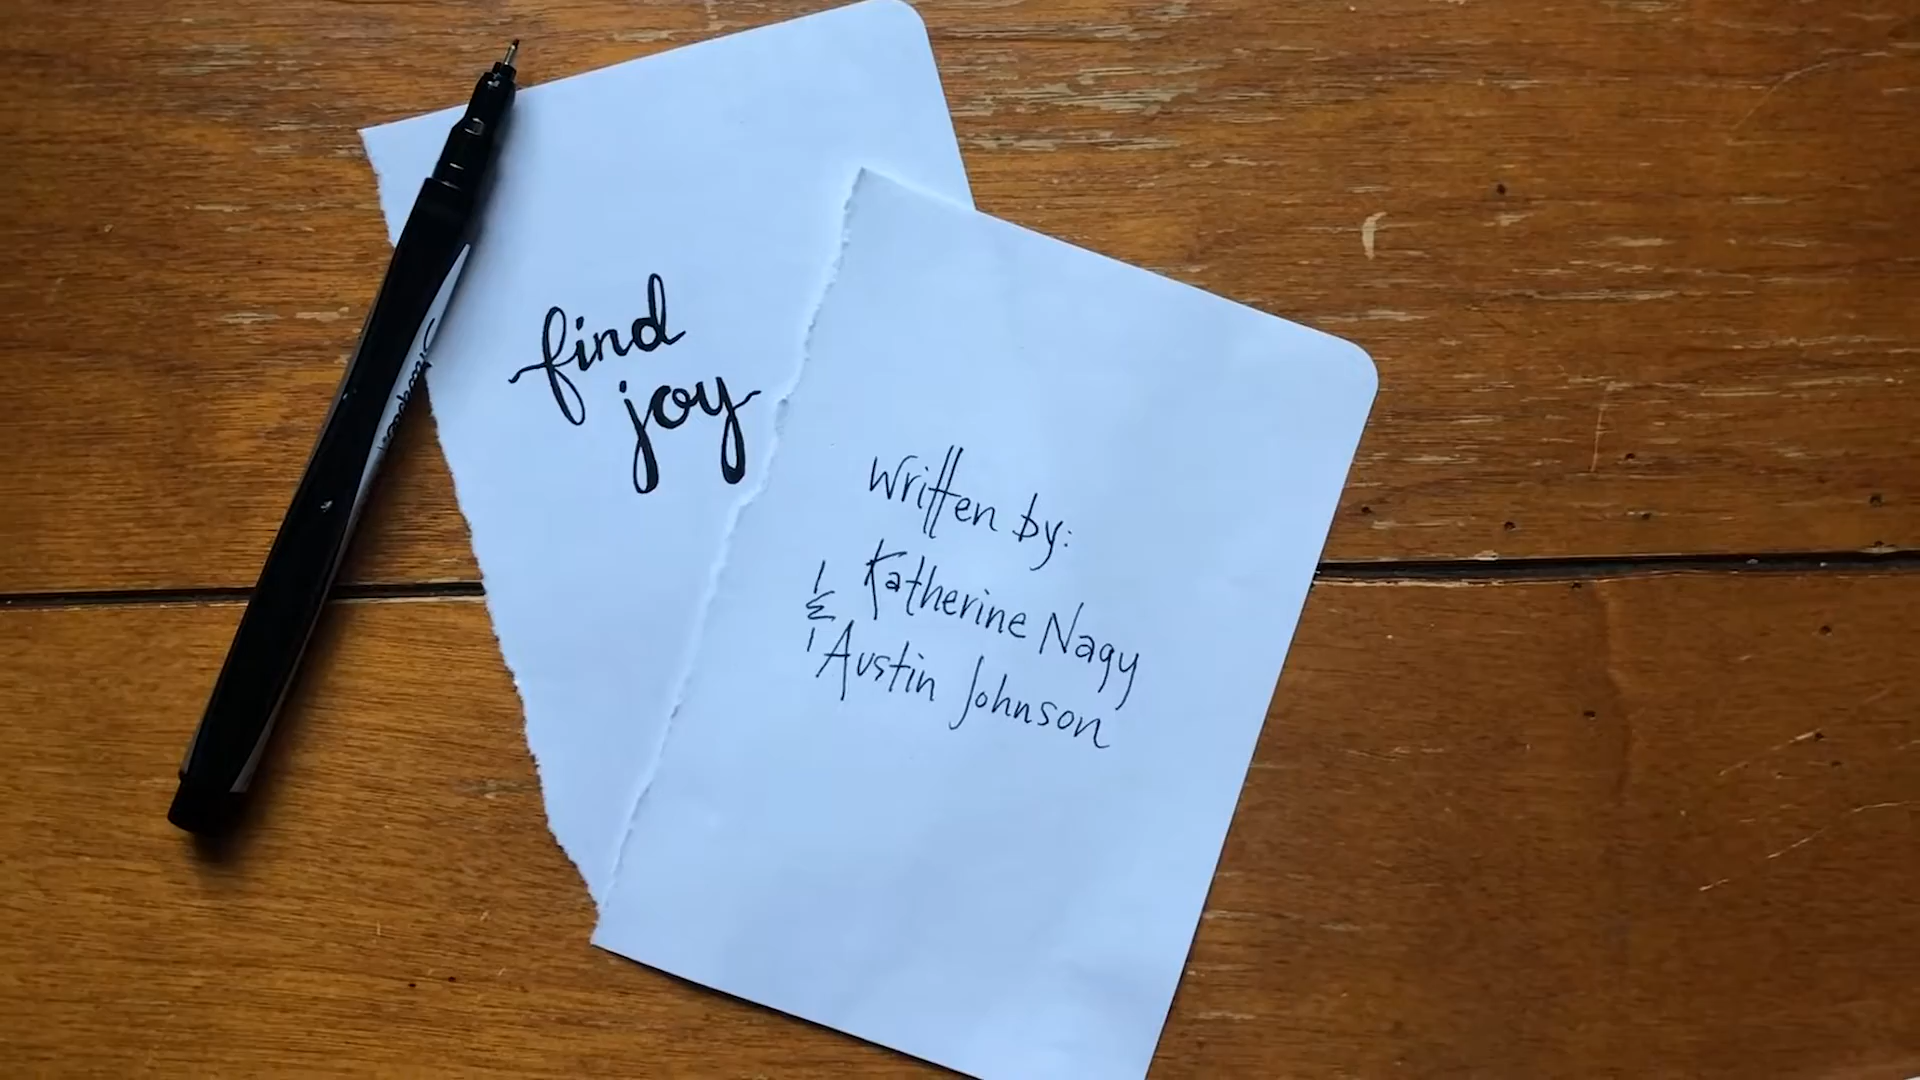 find
joy
written by:
Katherine Nagy
& Austin Johnson